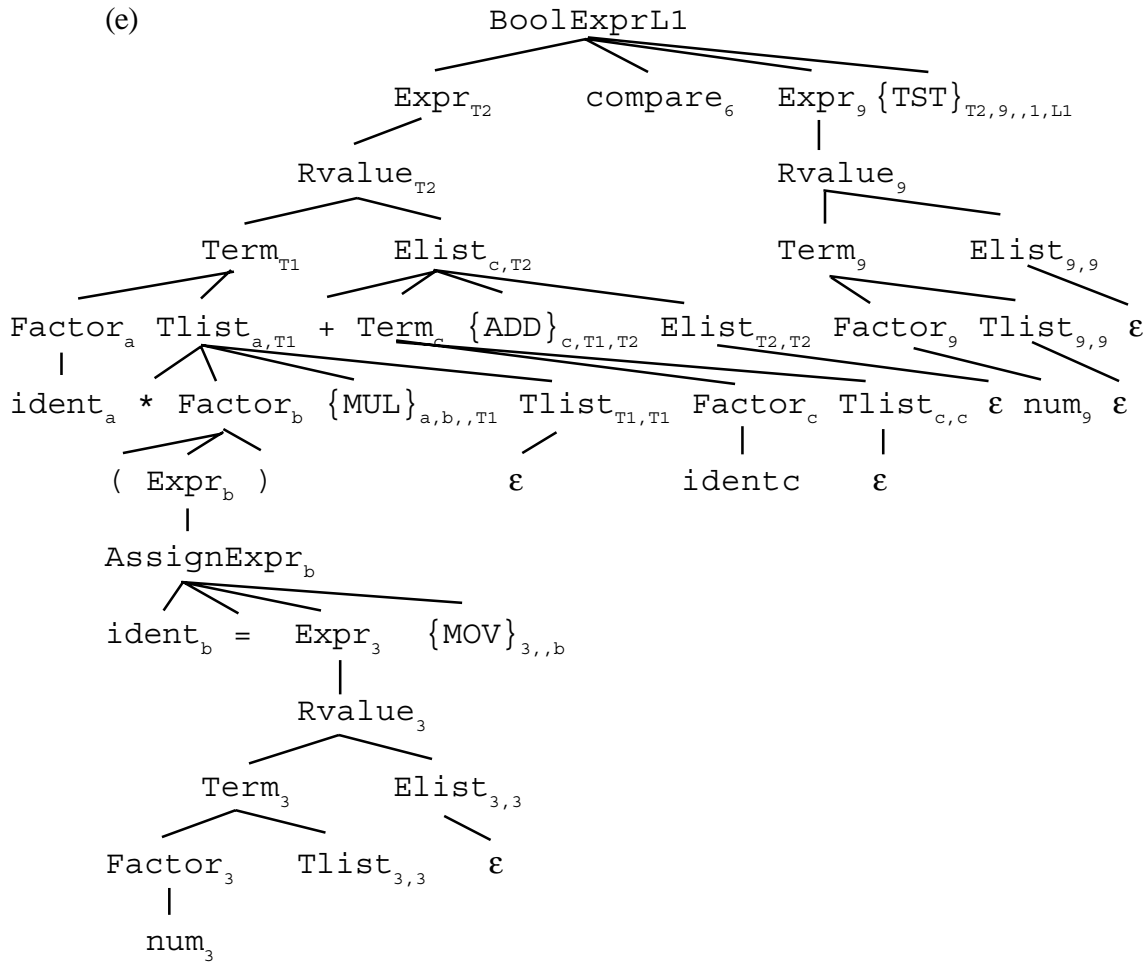 (e) BoolExprL1
Expr_T2 compare_6 Expr_9 {TST}_T2,9,,1,L1
Rvalue_T2 Rvalue_9
Term_T1 Elist_c,T2 Term_9 Elist_9,9
Factor_a Tlist_a,T1 + Term_c {ADD}_c,T1,T2 Elist_T2,T2 Factor_9 Tlist_9,9 ε
ident_a * Factor_b {MUL}_a,b,,T1 Tlist_T1,T1 Factor_c Tlist_c,c ε num_9 ε
( Expr_b ) ε identc ε
AssignExpr_b
ident_b = Expr_3 {MOV}_3,,b
Rvalue_3
Term_3 Elist_3,3
Factor_3 Tlist_3,3 ε
num_3